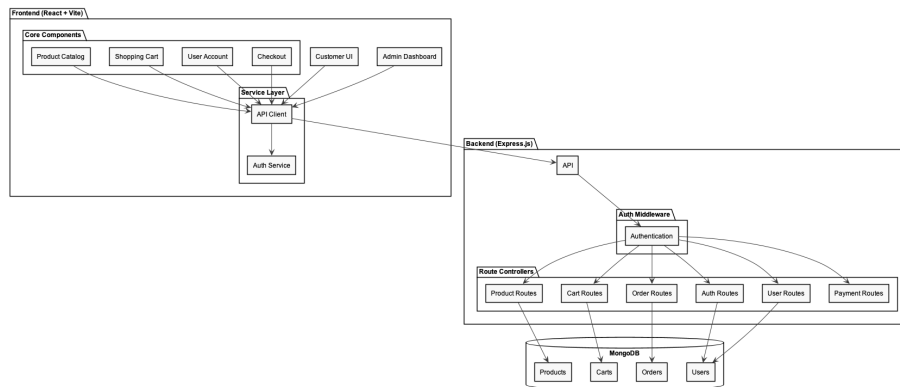 Frontend (React + Vite)
Core Components
Product Catalog
Shopping Cart
User Account
Checkout
Customer UI
Admin Dashboard
Service Layer
API Client
Auth Service
Backend (Express.js)
API
Auth Middleware
Authentication
Route Controllers
Product Routes
Cart Routes
Order Routes
Auth Routes
User Routes
Payment Routes
MongoDB
Products
Carts
Orders
Users